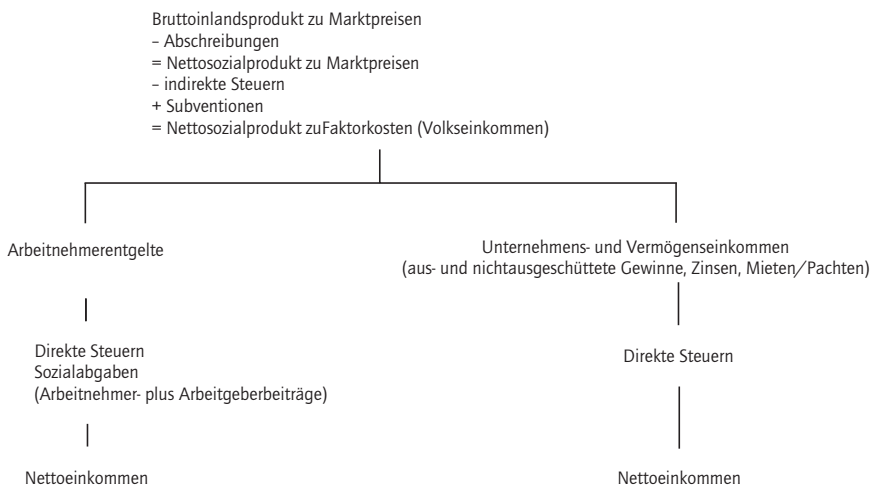 Bruttoinlandsprodukt zu Marktpreisen
– Abschreibungen
= Nettosozialprodukt zu Marktpreisen
– indirekte Steuern
+ Subventionen
= Nettosozialprodukt zuFaktorkosten (Volkseinkommen)
Arbeitnehmerentgelte
Unternehmens- und Vermögenseinkommen
(aus- und nichtausgeschüttete Gewinne, Zinsen, Mieten/Pachten)
Direkte Steuern
Sozialabgaben
(Arbeitnehmer- plus Arbeitgeberbeiträge)
Direkte Steuern
Nettoeinkommen
Nettoeinkommen